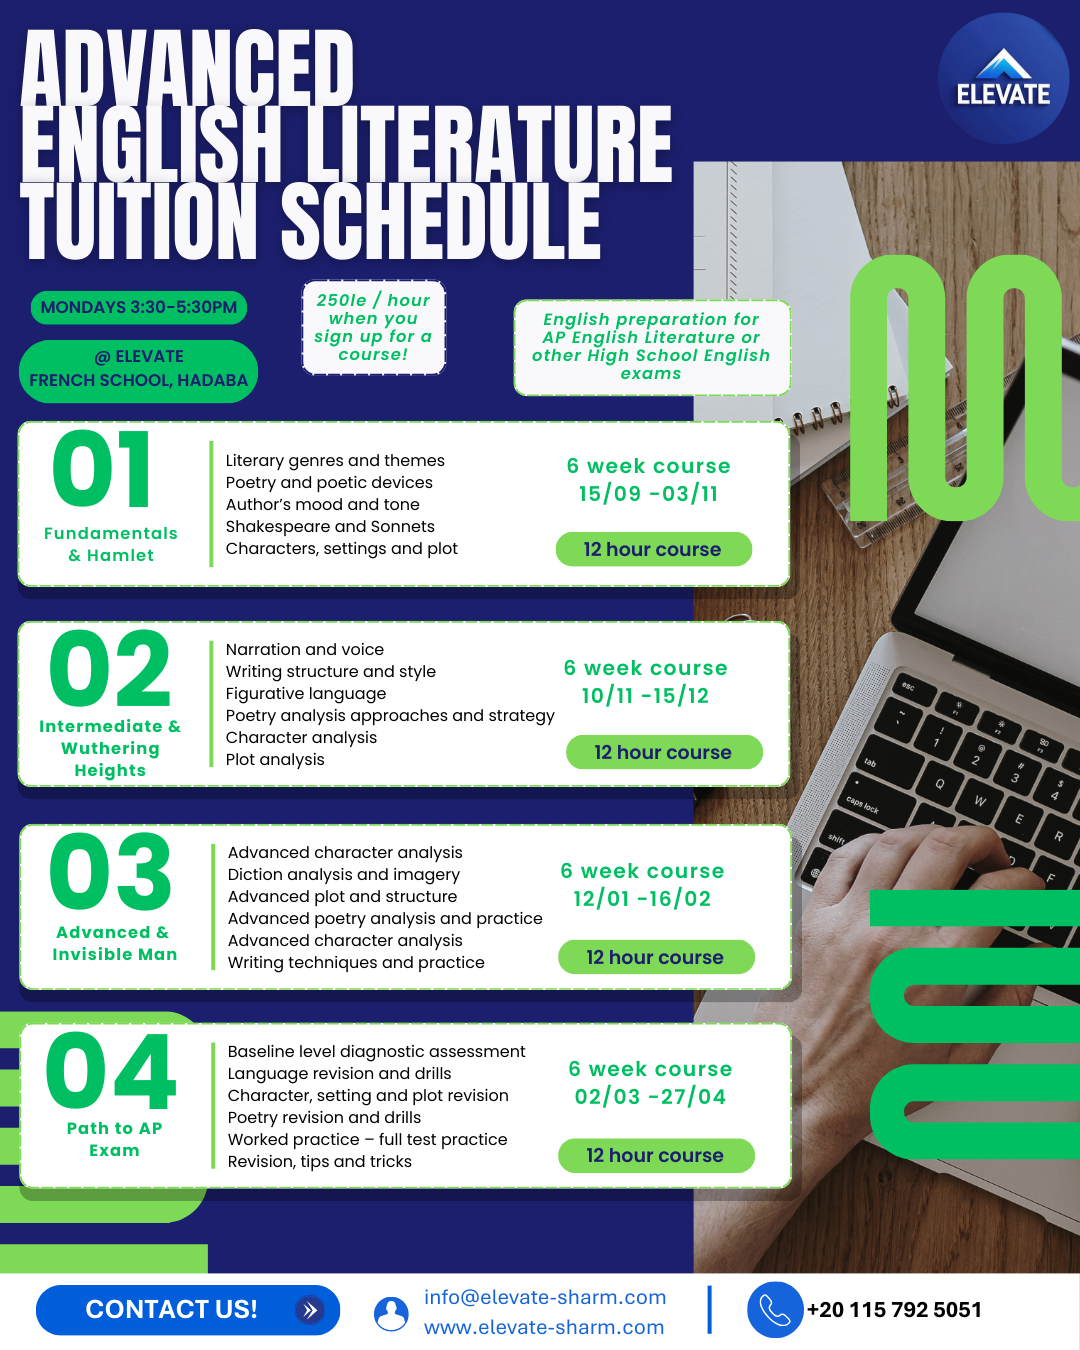 ADVANCED
ENGLISH LITERATURE
TUITION SCHEDULE
ELEVATE
MONDAYS 3:30-5:30PM
@ ELEVATE
FRENCH SCHOOL, HADABA
250le / hour
when you
sign up for a
course!
English preparation for
AP English Literature or
other High School English
exams
01
Fundamentals
& Hamlet
Literary genres and themes
Poetry and poetic devices
Author's mood and tone
Shakespeare and Sonnets
Characters, settings and plot
6 week course
15/09 -03/11
12 hour course
02
Intermediate &
Wuthering
Heights
Narration and voice
Writing structure and style
Figurative language
Poetry analysis approaches and strategy
Character analysis
Plot analysis
6 week course
10/11 -15/12
12 hour course
03
Advanced &
Invisible Man
Advanced character analysis
Diction analysis and imagery
Advanced plot and structure
Advanced poetry analysis and practice
Advanced character analysis
Writing techniques and practice
6 week course
12/01 -16/02
12 hour course
04
Path to AP
Exam
Baseline level diagnostic assessment
Language revision and drills
Character, setting and plot revision
Poetry revision and drills
Worked practice – full test practice
Revision, tips and tricks
6 week course
02/03 -27/04
12 hour course
esc
tab
caps lock
shift
Q
W
E
R
CONTACT US!
info@elevate-sharm.com
www.elevate-sharm.com
+20 115 792 5051